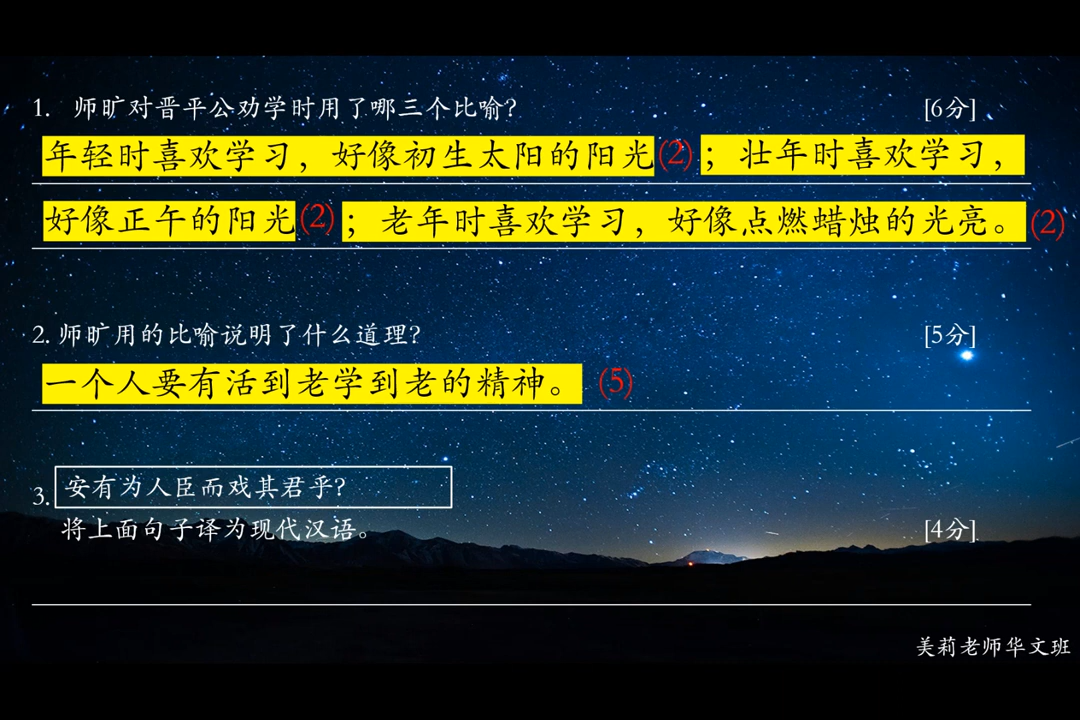 1. 师旷对晋平公劝学时用了哪三个比喻? [6分]
年轻时喜欢学习，好像初生太阳的阳光(2)；壮年时喜欢学习，
好像正午的阳光(2)；老年时喜欢学习，好像点燃蜡烛的光亮。(2)
2. 师旷用的比喻说明了什么道理? [5分]
一个人要有活到老学到老的精神。 (5)
3. 安有为人臣而戏其君乎?
将上面句子译为现代汉语。 [4分]
美莉老师华文班